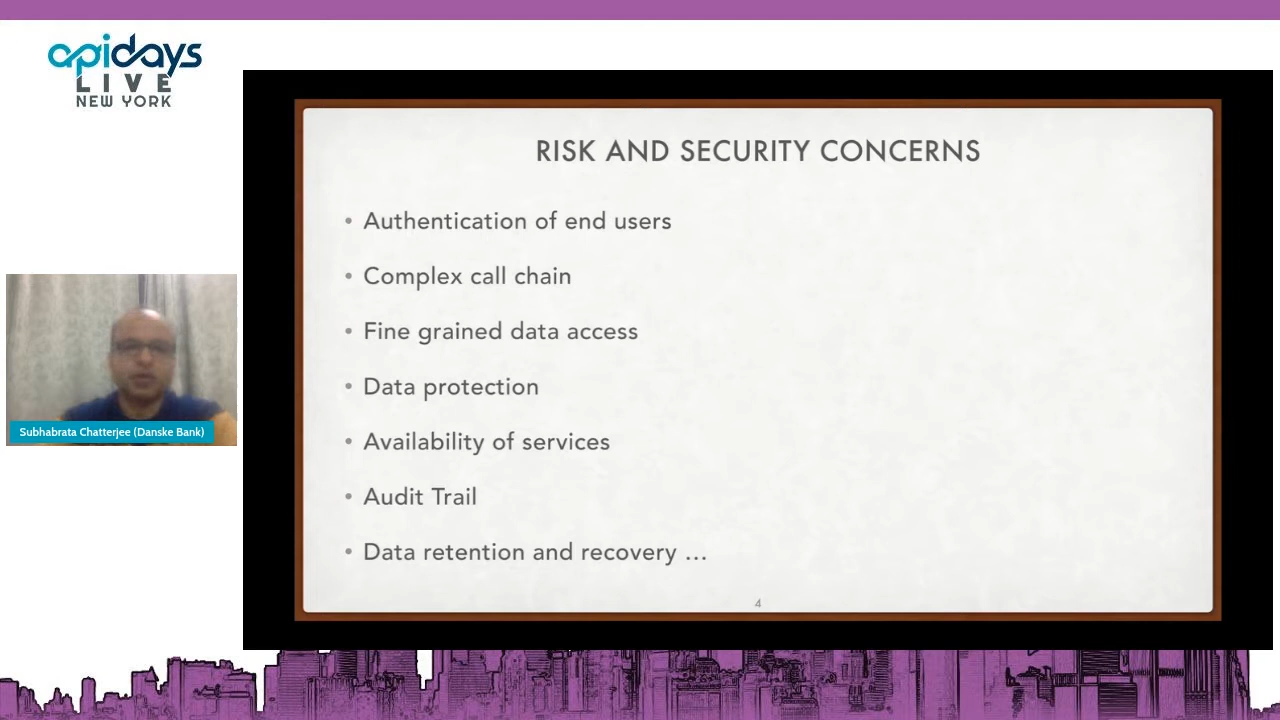 apidays
LIVE
NEW YORK
RISK AND SECURITY CONCERNS
• Authentication of end users
• Complex call chain
• Fine grained data access
• Data protection
• Availability of services
• Audit Trail
• Data retention and recovery …
4
Subhabrata Chatterjee (Danske Bank)